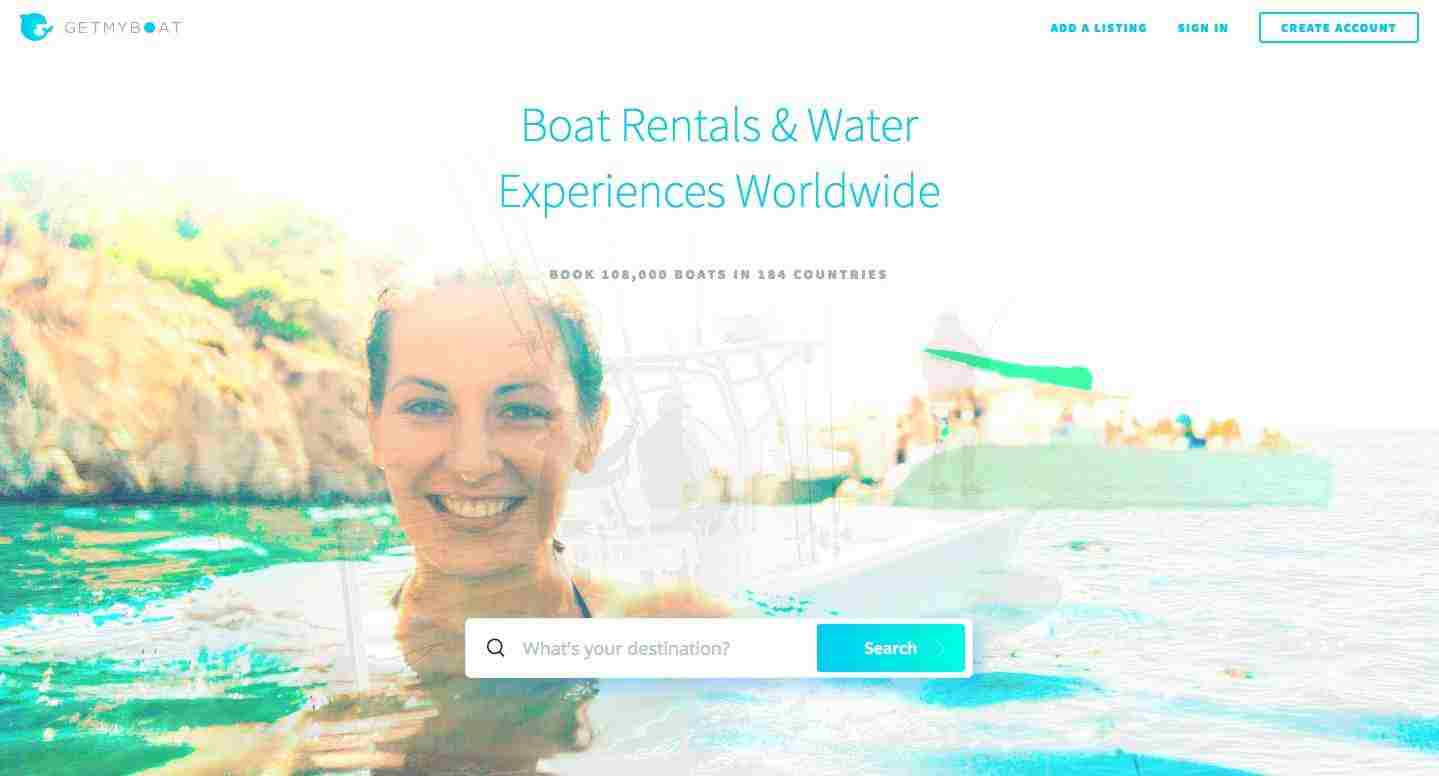 GETMYBOAT
ADD A LISTING
SIGN IN
CREATE ACCOUNT
Boat Rentals & Water
Experiences Worldwide
BOOK 108,000 BOATS IN 184 COUNTRIES
What's your destination?
Search